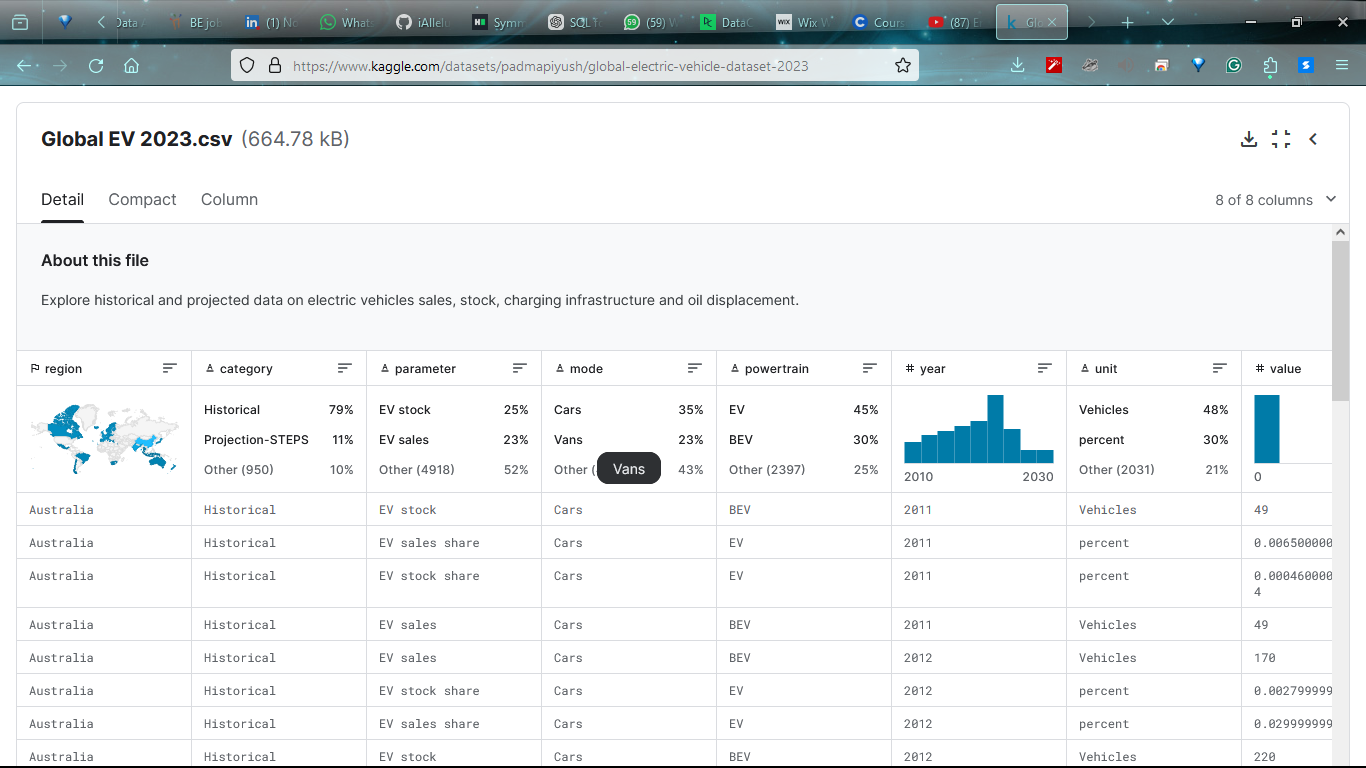 Data A
BE job
(1) No
Whats
iAllele
Symm
SQL T
(59) W
DataC
WIX
Wix W
Cours
(87) E
Glo
https://www.kaggle.com/datasets/padmapiyush/global-electric-vehicle-dataset-2023
Global EV 2023.csv (664.78 kB)
Detail Compact Column
8 of 8 columns
About this file
Explore historical and projected data on electric vehicles sales, stock, charging infrastructure and oil displacement.
region category parameter mode powertrain # year unit # value
Historical 79% EV stock 25% Cars 35% EV 45% Vehicles 48%
Projection-STEPS 11% EV sales 23% Vans 23% BEV 30% percent 30%
Other (950) 10% Other (4918) 52% Other ( 43% Other (2397) 25% Other (2031) 21%
Vans
2010 2030 0
Australia Historical EV stock Cars BEV 2011 Vehicles 49
Australia Historical EV sales share Cars EV 2011 percent 0.006500000
Australia Historical EV stock share Cars EV 2011 percent 0.000460000
4
Australia Historical EV sales Cars BEV 2011 Vehicles 49
Australia Historical EV sales Cars BEV 2012 Vehicles 170
Australia Historical EV stock share Cars EV 2012 percent 0.002799999
Australia Historical EV sales share Cars EV 2012 percent 0.029999999
Australia Historical EV stock Cars BEV 2012 Vehicles 220